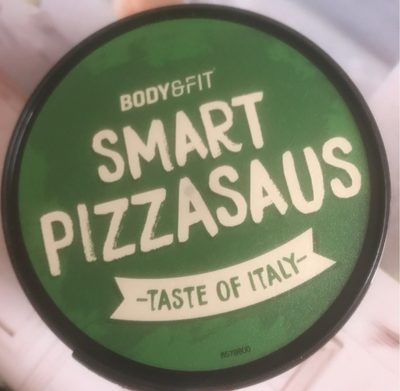 BODY&FIT
SMART
PIZZASAUS
-TASTE OF ITALY-